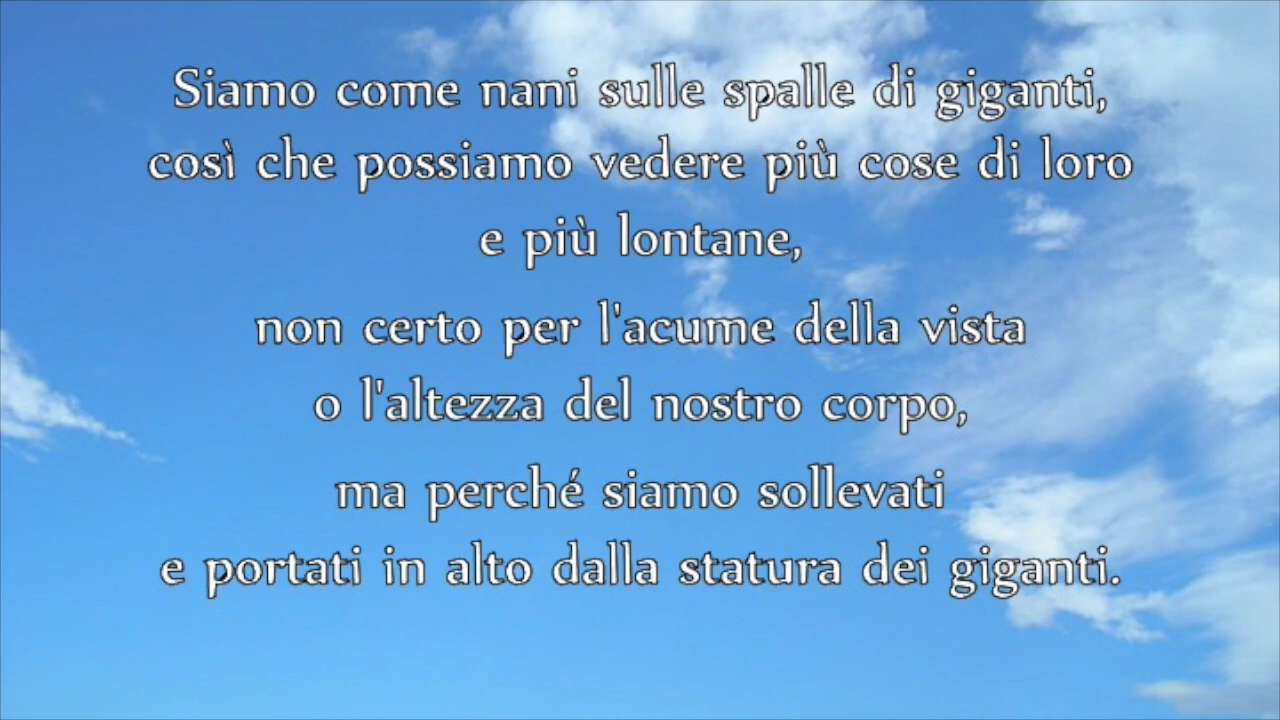 Siamo come nani sulle spalle di giganti,
così che possiamo vedere più cose di loro
e più lontane,
non certo per l'acume della vista
o l'altezza del nostro corpo,
ma perché siamo sollevati
e portati in alto dalla statura dei giganti.